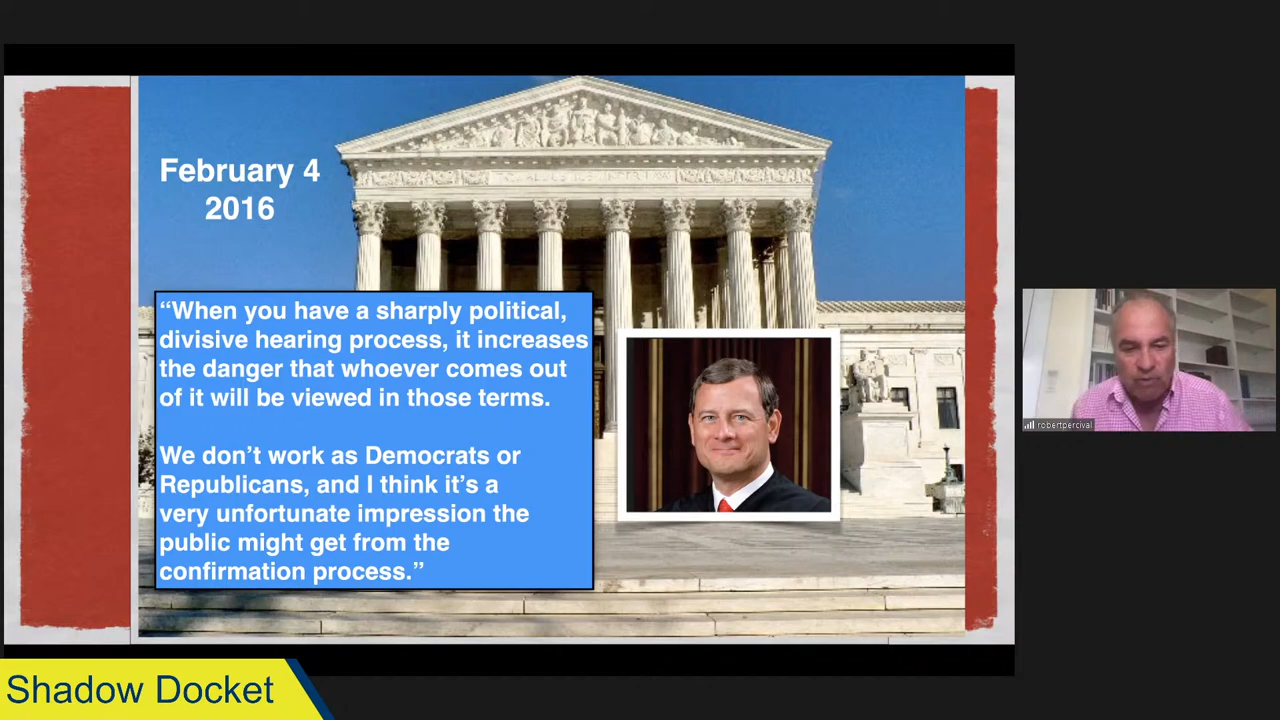 February 4
2016
“When you have a sharply political,
divisive hearing process, it increases
the danger that whoever comes out
of it will be viewed in those terms.
We don’t work as Democrats or
Republicans, and I think it’s a
very unfortunate impression the
public might get from the
confirmation process.”
robertpercival
Shadow Docket